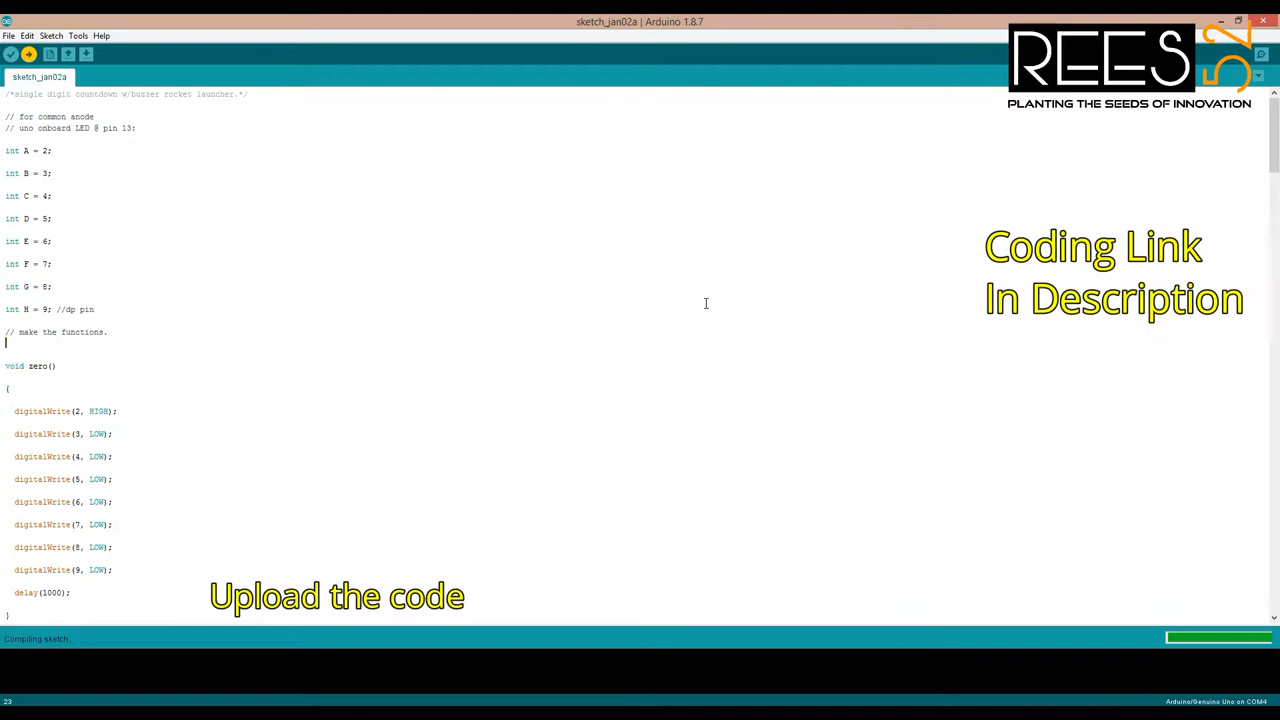 sketch_jan02a | Arduino 1.8.7
File Edit Sketch Tools Help
REES 52
PLANTING THE SEEDS OF INNOVATION
sketch_jan02a
/*single digit countdown w/buzzer rocket launcher.*/
// for common anode
// uno onboard LED @ pin 13:
int A = 2;
int B = 3;
int C = 4;
int D = 5;
int E = 6;
int F = 7;
int G = 8;
int H = 9; //dp pin
// make the functions.
void zero()
{
digitalWrite(2, HIGH);
digitalWrite(3, LOW);
digitalWrite(4, LOW);
digitalWrite(5, LOW);
digitalWrite(6, LOW);
digitalWrite(7, LOW);
digitalWrite(8, LOW);
digitalWrite(9, LOW);
delay(1000);
}
Coding Link
In Description
Upload the code
Compiling sketch...
23
Arduino/Genuino Uno on COM4